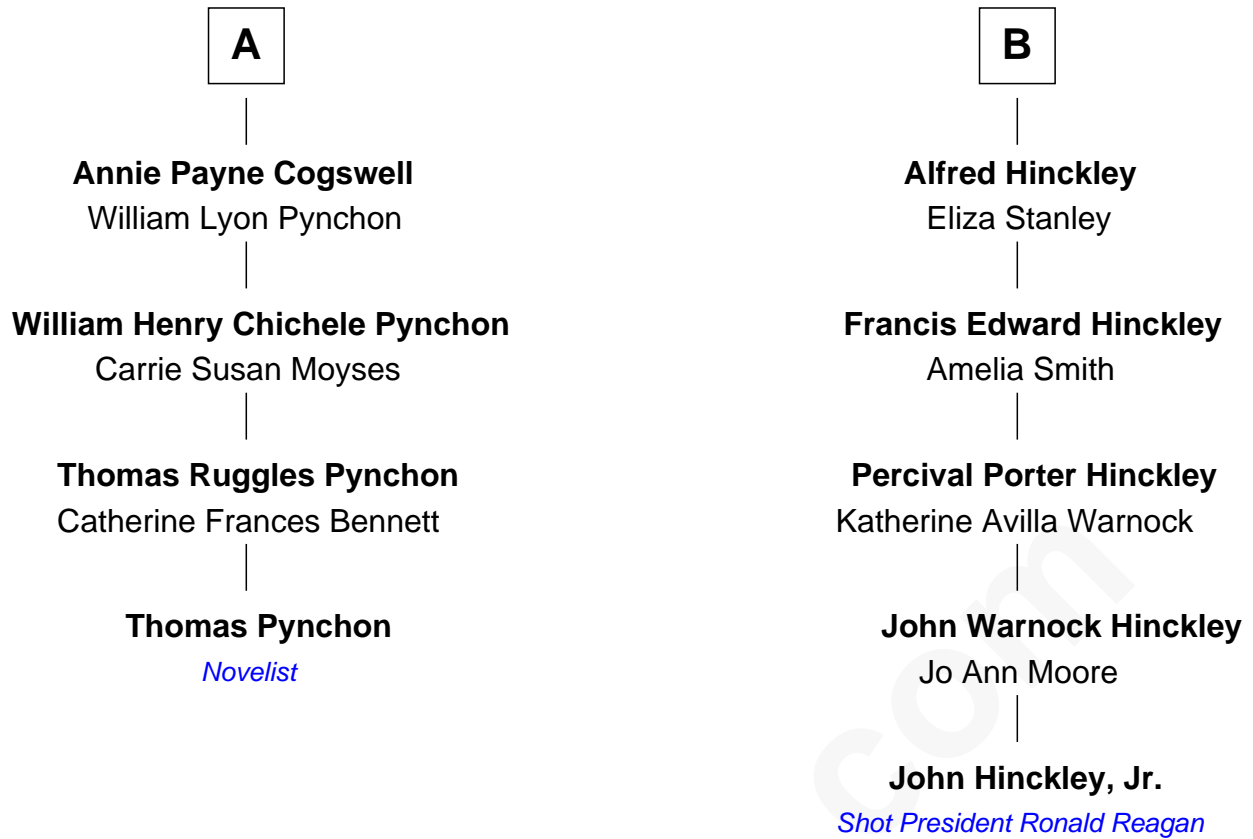 A
Annie Payne Cogswell
William Lyon Pynchon
William Henry Chichele Pynchon
Carrie Susan Moyses
Thomas Ruggles Pynchon
Catherine Frances Bennett
Thomas Pynchon
Novelist
B
Alfred Hinckley
Eliza Stanley
Francis Edward Hinckley
Amelia Smith
Percival Porter Hinckley
Katherine Avilla Warnock
John Warnock Hinckley
Jo Ann Moore
John Hinckley, Jr.
Shot President Ronald Reagan
com